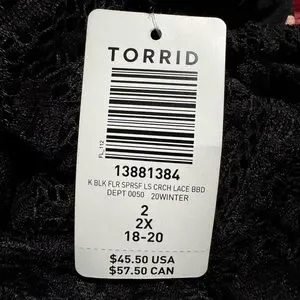 TORRID
FL_112
13881384
K BLK FLR SPRSF LS CRCH LACE BBD
DEPT 0050 20WINTER
2
2X
18-20
$45.50 USA
$57.50 CAN